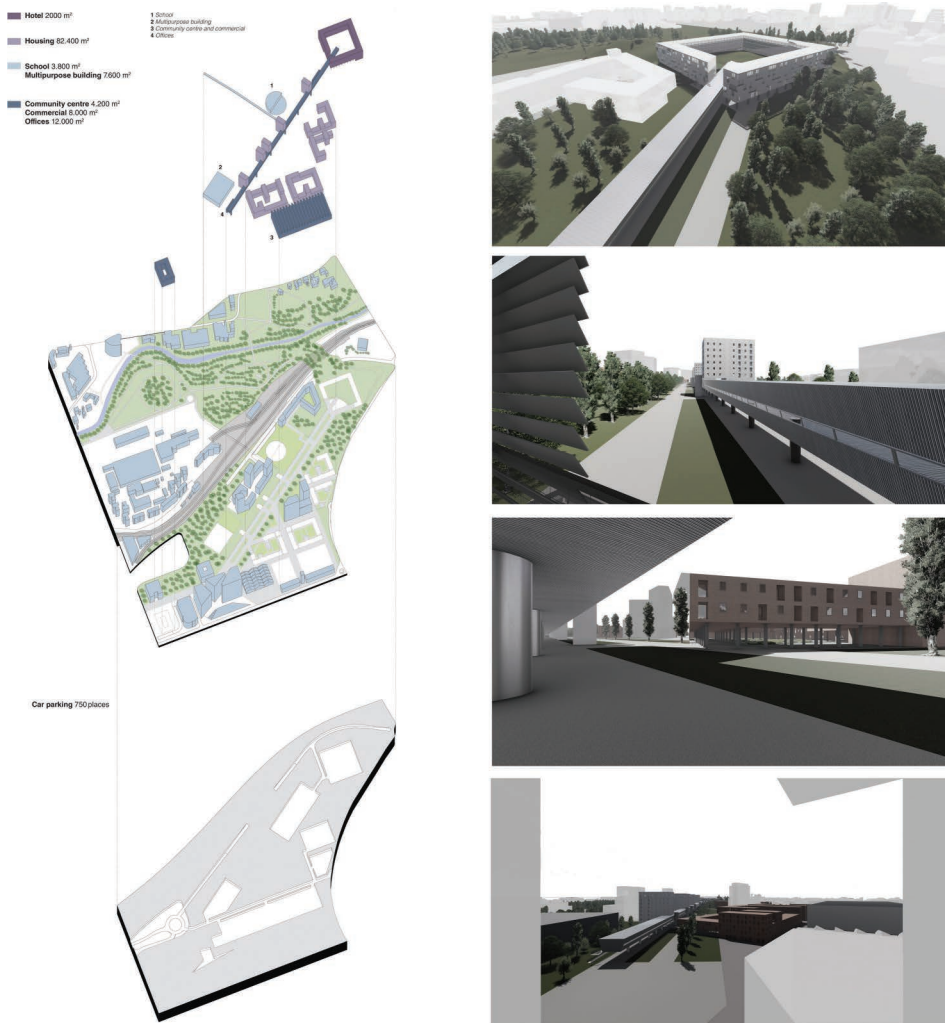 Hotel 2000 m²
Housing 82.400 m²
School 3.800 m²
Multipurpose building 7.600 m²
Community centre 4.200 m²
Commercial 8.000 m²
Offices 12.000 m²
1 School
2 Multipurpose building
3 Community centre and commercial
4 Offices
1
2
4
3
Car parking 750 places